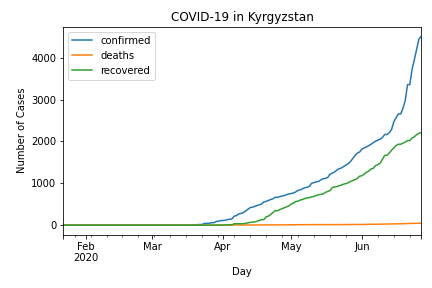 COVID-19 in Kyrgyzstan
confirmed
deaths
recovered
Number of Cases
4000
3000
2000
1000
0
Feb
2020
Mar
Apr
May
Jun
Day